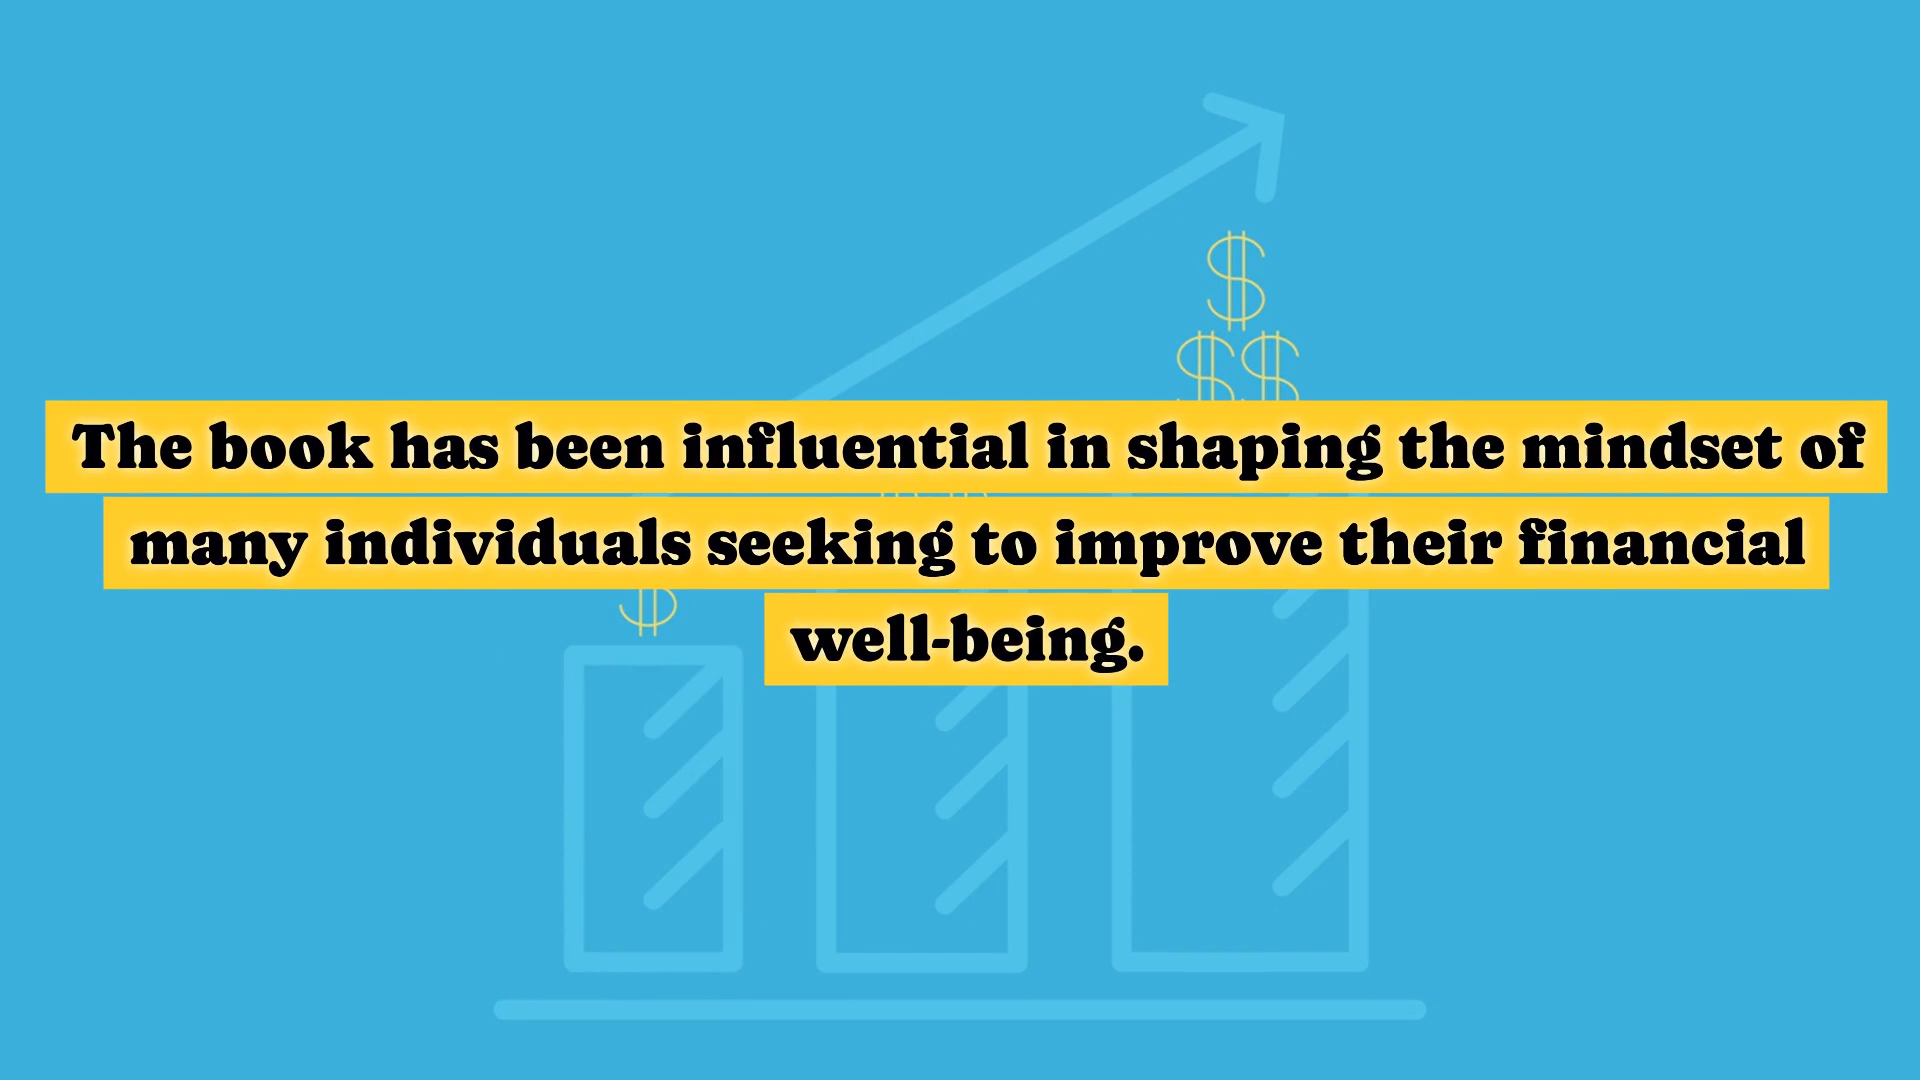 $
$$
The book has been influential in shaping the mindset of
many individuals seeking to improve their financial
$
well-being.